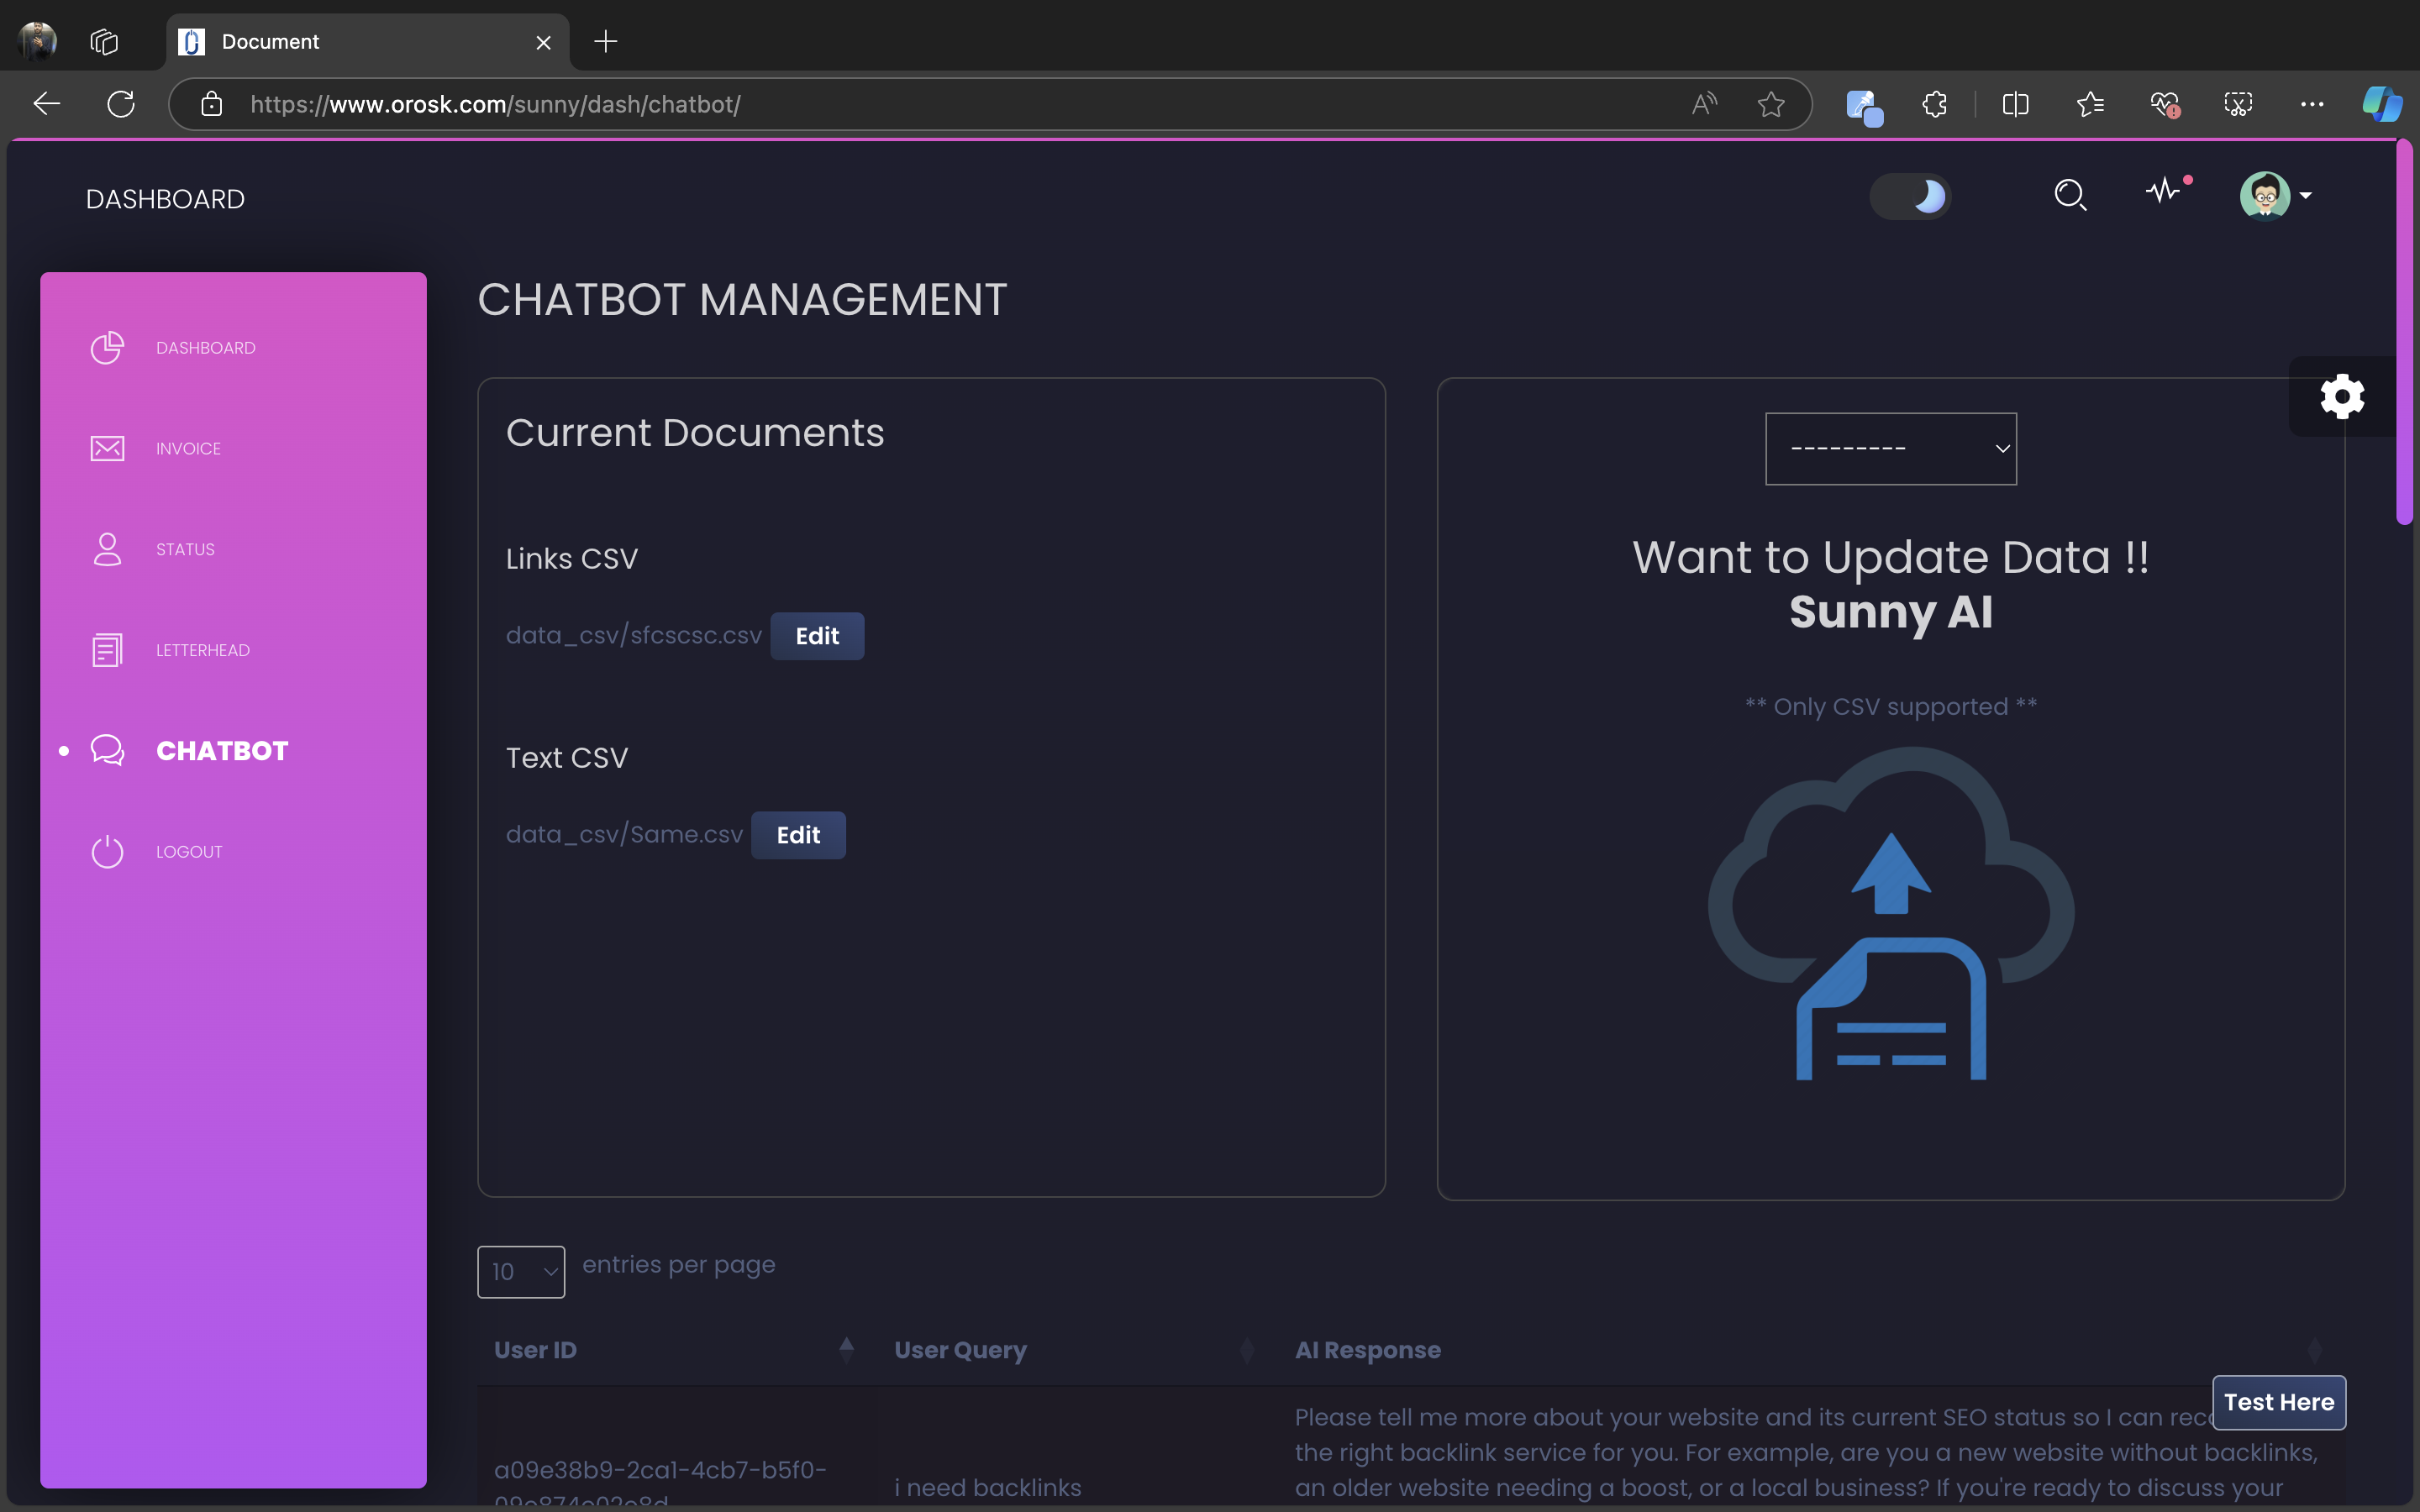 Document
https://www.orosk.com/sunny/dash/chatbot/
DASHBOARD
DASHBOARD
INVOICE
STATUS
LETTERHEAD
CHATBOT
LOGOUT
CHATBOT MANAGEMENT
Current Documents
Links CSV
data_csv/sfcscsc.csv Edit
Text CSV
data_csv/Same.csv Edit
---------
Want to Update Data !!
Sunny AI
** Only CSV supported **
10 entries per page
User ID User Query AI Response
a09e38b9-2ca1-4cb7-b5f0-
i need backlinks
Please tell me more about your website and its current SEO status so I can
the right backlink service for you. For example, are you a new website without backlinks,
an older website needing a boost, or a local business? If you're ready to discuss your
Test Here